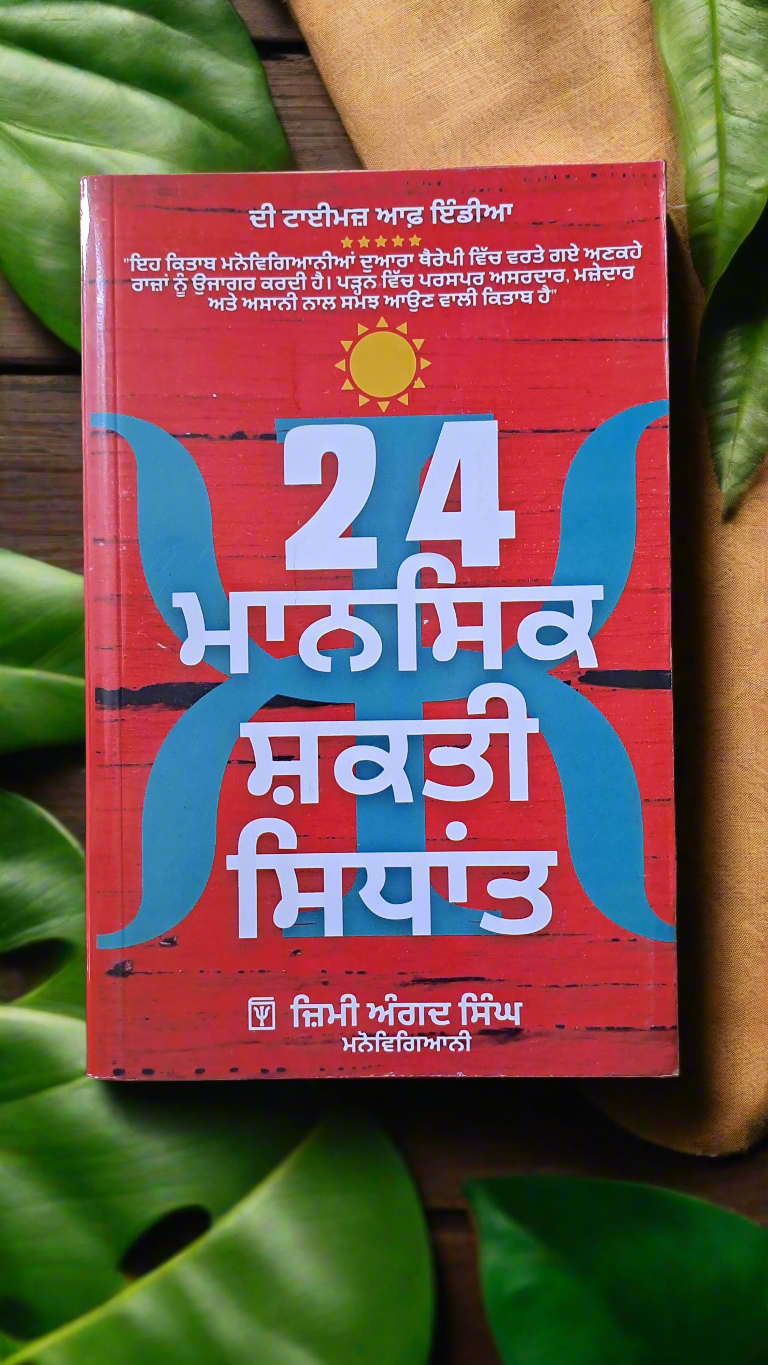 ਦੀ ਟਾਈਮਜ਼ ਆਫ਼ ਇੰਡੀਆ
"ਇਹ ਕਿਤਾਬ ਮਨੋਵਿਗਿਆਨੀਆਂ ਦੁਆਰਾ ਥੈਰੇਪੀ ਵਿੱਚ ਵਰਤੇ ਗਏ ਅਣਕਹੇ
ਰਾਜ਼ਾਂ ਨੂੰ ਉਜਾਗਰ ਕਰਦੀ ਹੈ। ਪੜ੍ਹਨ ਵਿੱਚ ਪਰਸਪਰ ਅਸਰਦਾਰ, ਮਜ਼ੇਦਾਰ
ਅਤੇ ਅਸਾਨੀ ਨਾਲ ਸਮਝ ਆਉਣ ਵਾਲੀ ਕਿਤਾਬ ਹੈ"
24
ਮਾਨਸਿਕ
ਸ਼ਕਤੀ
ਸਿਧਾਂਤ
ਜ਼ਿਮੀ ਅੰਗਦ ਸਿੰਘ
ਮਨੋਵਿਗਿਆਨੀ